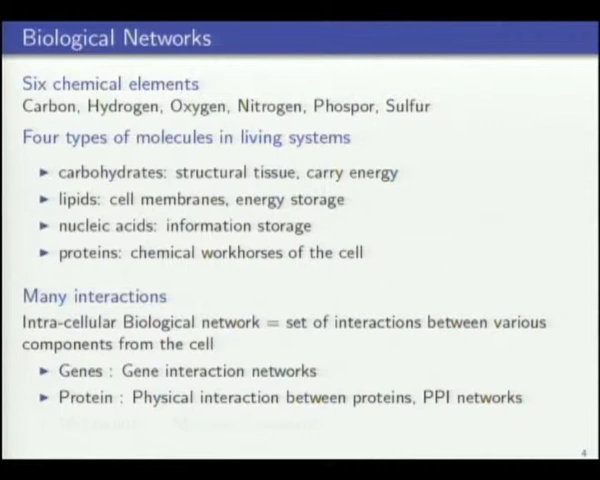 Biological Networks
Six chemical elements
Carbon, Hydrogen, Oxygen, Nitrogen, Phospor, Sulfur
Four types of molecules in living systems
▶ carbohydrates: structural tissue, carry energy
▶ lipids: cell membranes, energy storage
▶ nucleic acids: information storage
▶ proteins: chemical workhorses of the cell
Many interactions
Intra-cellular Biological network = set of interactions between various
components from the cell
▶ Genes : Gene interaction networks
▶ Protein : Physical interaction between proteins, PPI networks
4